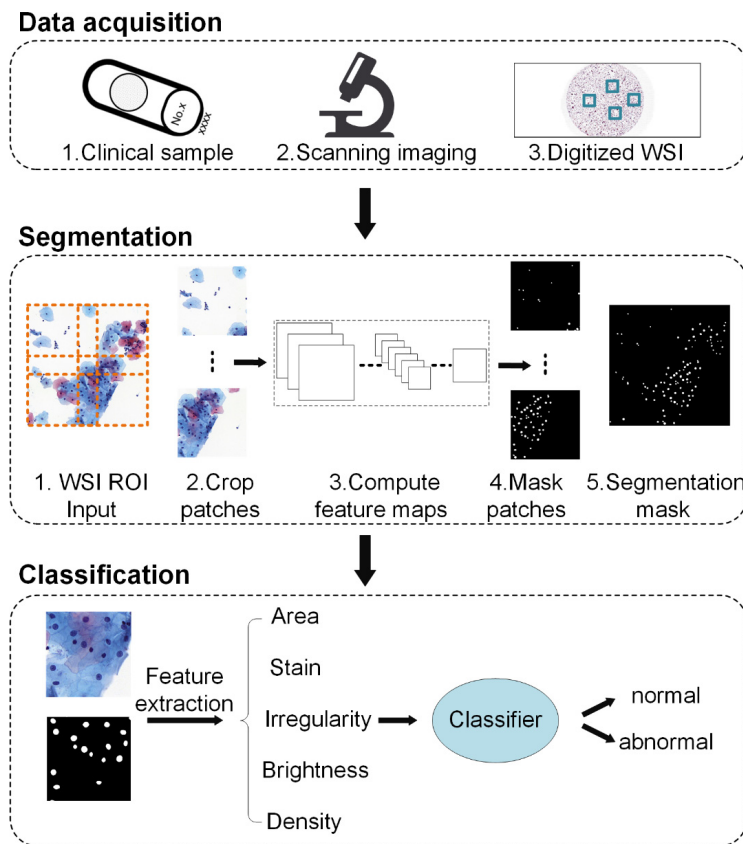 Data acquisition
No.x
xxxx
1.Clinical sample
2.Scanning imaging
3.Digitized WSI
Segmentation
1. WSI ROI
Input
2.Crop
patches
3.Compute
feature maps
4.Mask
patches
5.Segmentation
mask
Classification
Feature
extraction
Area
Stain
Irregularity
Brightness
Density
Classifier
normal
abnormal